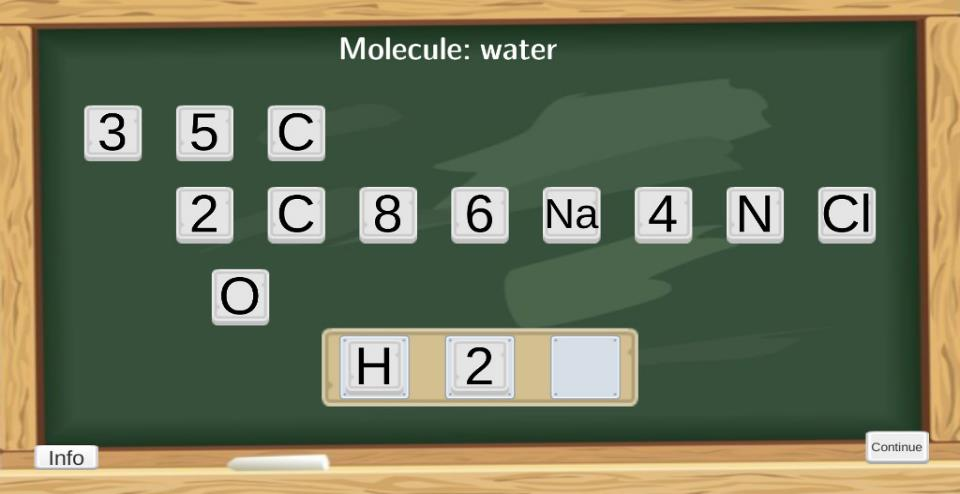 Molecule: water
3 5 C
2 C 8 6 Na 4 N Cl
O
H 2
Info
Continue